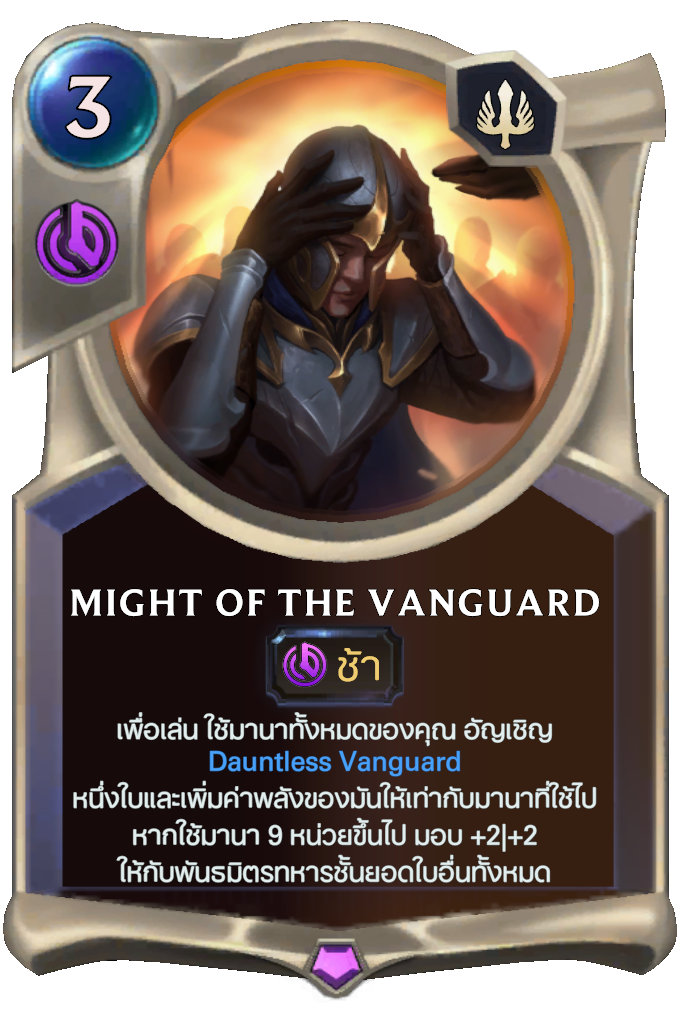 3
MIGHT OF THE VANGUARD
ช้า
เพื่อเล่น ใช้มานาทั้งหมดของคุณ อัญเชิญ
Dauntless Vanguard
หนึ่งใบและเพิ่มค่าพลังของมันให้เท่ากับมานาที่ใช้ไป
หากใช้มานา 9 หน่วยขึ้นไป มอบ +2|+2
ให้กับพันธมิตรทหารชั้นยอดใบอื่นทั้งหมด